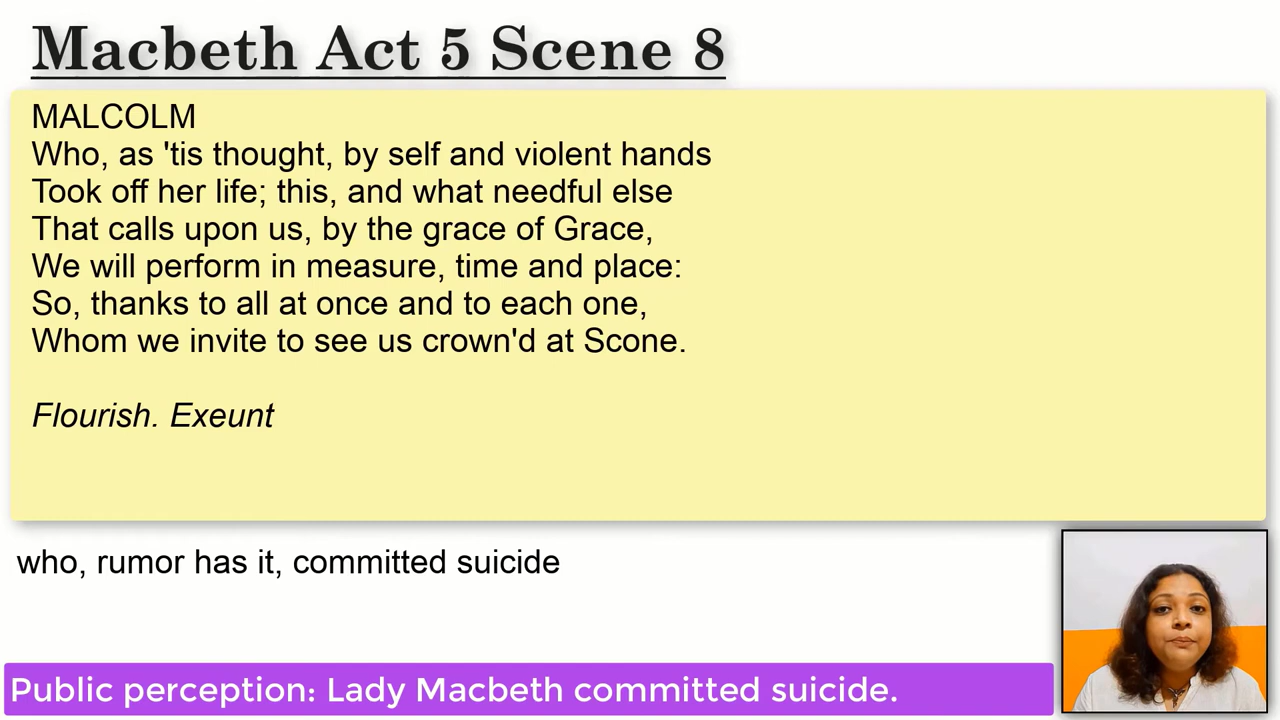 Macbeth Act 5 Scene 8
MALCOLM
Who, as 'tis thought, by self and violent hands
Took off her life; this, and what needful else
That calls upon us, by the grace of Grace,
We will perform in measure, time and place:
So, thanks to all at once and to each one,
Whom we invite to see us crown'd at Scone.
Flourish. Exeunt
who, rumor has it, committed suicide
Public perception: Lady Macbeth committed suicide.